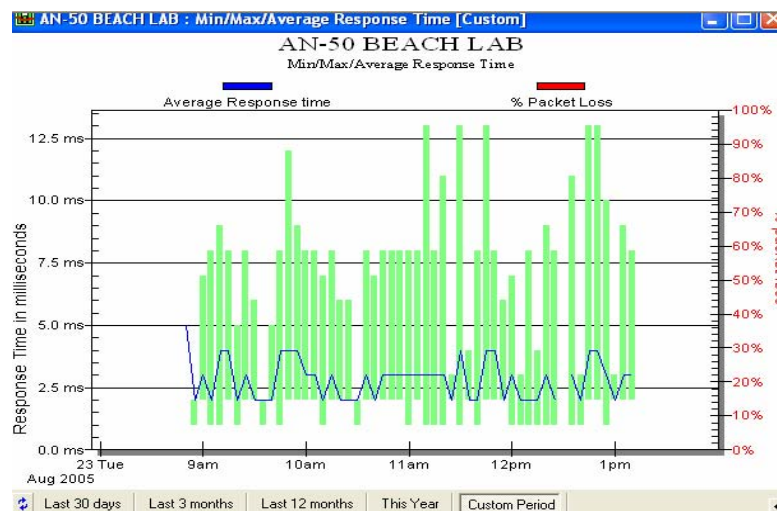 AN-50 BEACH LAB : Min/Max/Average Response Time [Custom]
AN-50 BEACH LAB
Min/Max/Average Response Time
Average Response time
% Packet Loss
Response Time in milliseconds
12.5 ms
10.0 ms
7.5 ms
5.0 ms
2.5 ms
0.0 ms
100%
90%
80%
70%
60%
50%
40%
30%
20%
10%
0%
23 Tue 9am 10am 11am 12pm 1pm
Aug 2005
Last 30 days Last 3 months Last 12 months This Year Custom Period